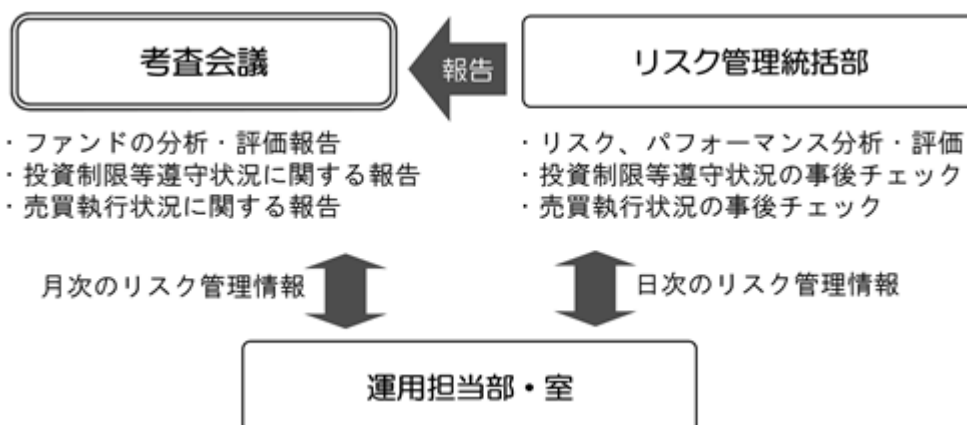 考査会議
報告
リスク管理統括部
・ファンドの分析・評価報告
・投資制限等遵守状況に関する報告
・売買執行状況に関する報告
・リスク、パフォーマンス分析・評価
・投資制限等遵守状況の事後チェック
・売買執行状況の事後チェック
月次のリスク管理情報
日次のリスク管理情報
運用担当部・室